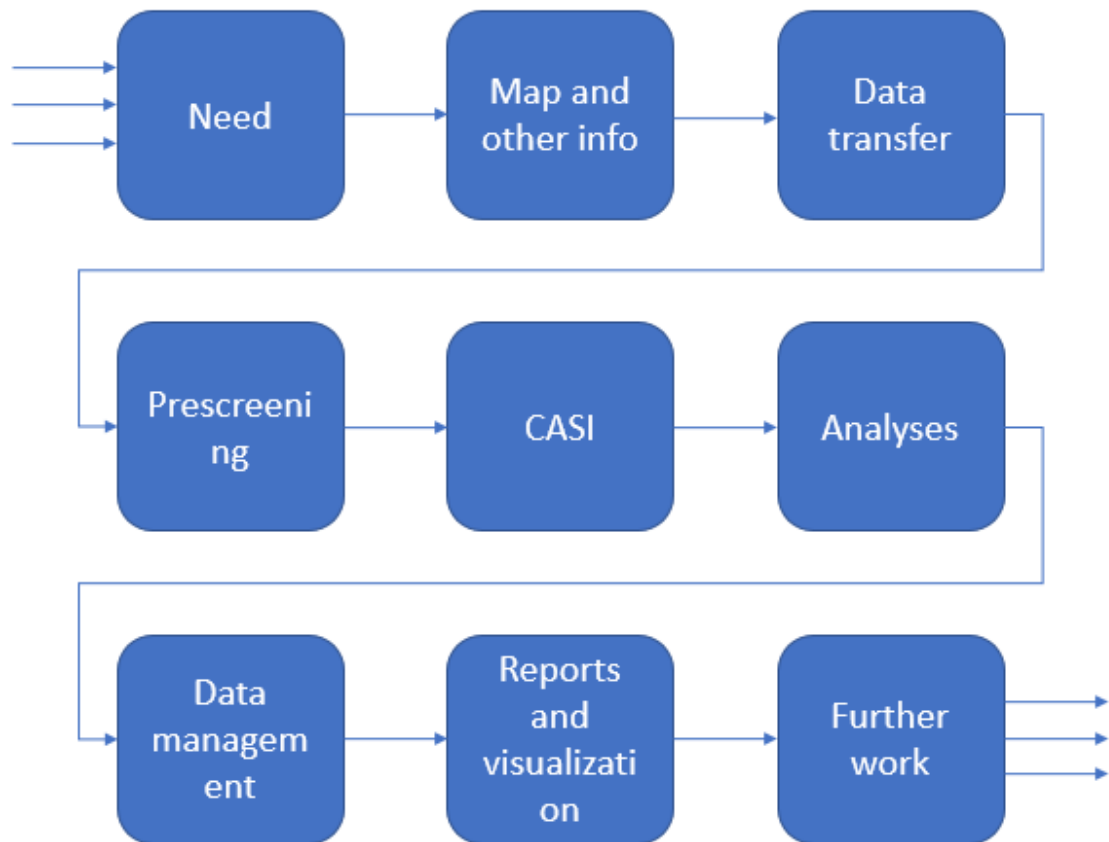 Need
Map and
other info
Data
transfer
Prescreeni
ng
CASI
Analyses
Data
managem
ent
Reports
and
visualizati
on
Further
work